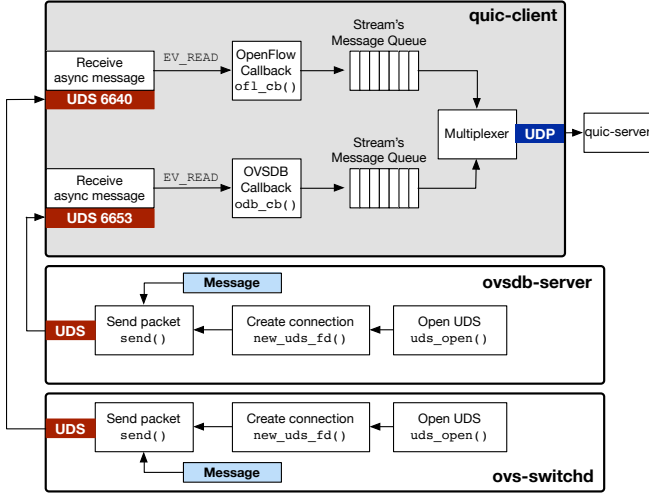 quic-client
Receive
async message
UDS 6640
EV_READ
OpenFlow
Callback
ofl_cb()
Stream's
Message Queue
Multiplexer
UDP
quic-server
Receive
async message
UDS 6653
EV_READ
OVSDB
Callback
odb_cb()
Stream's
Message Queue
ovsdb-server
Message
UDS
Send packet
send()
Create connection
new_uds_fd()
Open UDS
uds_open()
UDS
Send packet
send()
Create connection
new_uds_fd()
Open UDS
uds_open()
Message
ovs-switchd